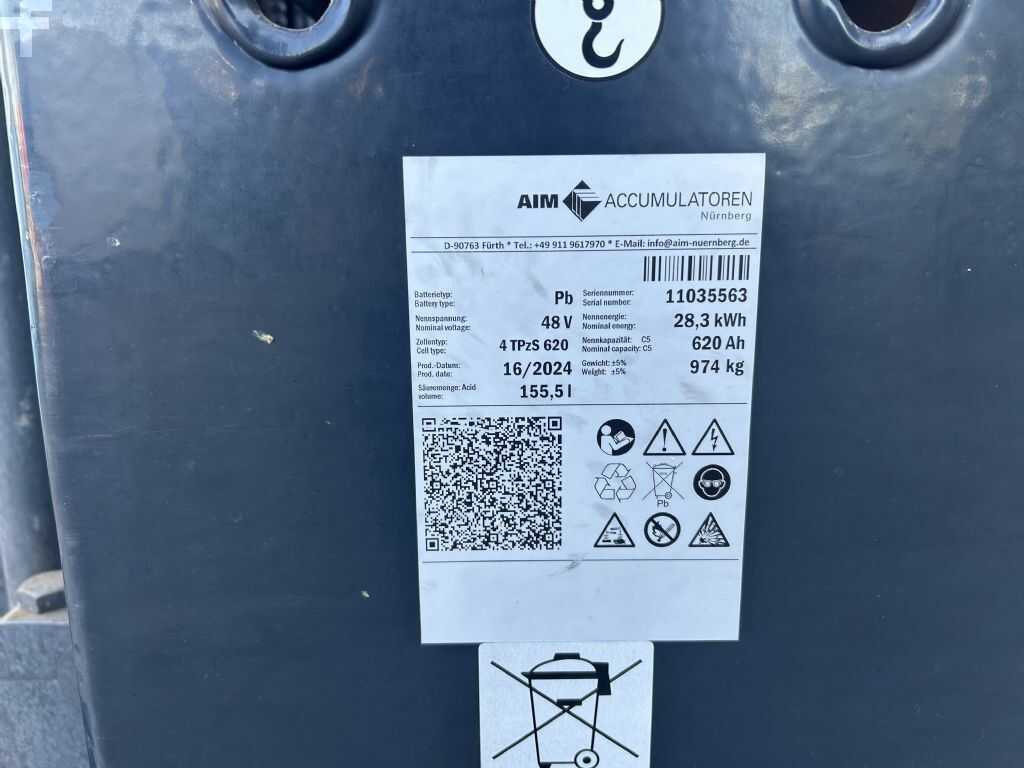 AIM ACCUMULATOREN
Nürnberg
D-90763 Fürth * Tel.: +49 911 9617970 * E-Mail: info@aim-nuernberg.de
Batterietyp: Pb Seriennummer: 11035563
Battery type: Serial number:
Nennspannung: 48 V Nennenergie: 28,3 kWh
Nominal voltage: Nominal energy:
Zellentyp: 4 TPzS 620 Nennkapazität: C5 620 Ah
Cell type: Nominal capacity: C5
Prod.-Datum: 16/2024 Gewicht: ±5% 974 kg
Prod. date: Weight: ±5%
Säuremenge: Acid 155,5 l
volume:
Pb